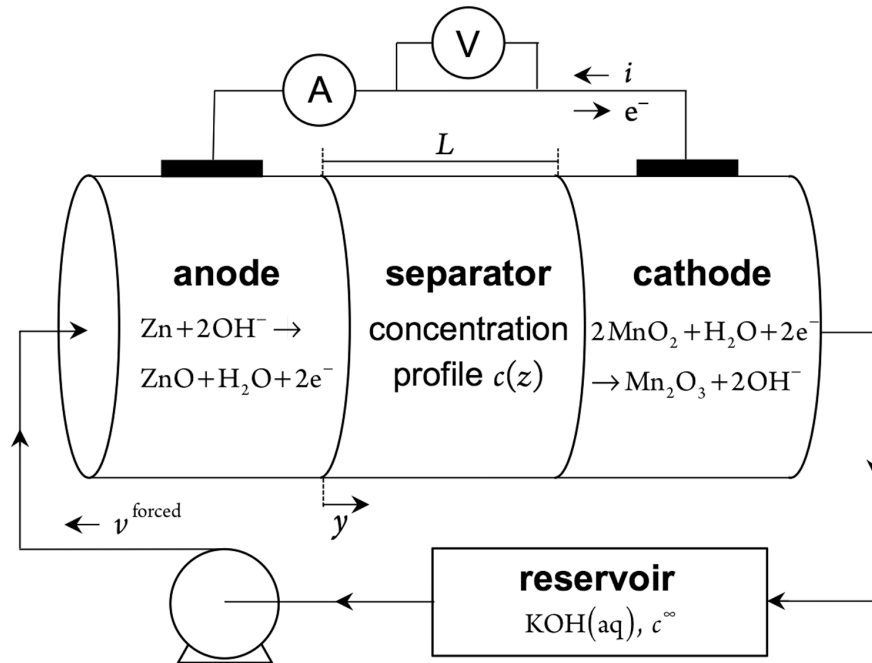 V
A
i
e⁻
L
anode
Zn+2OH⁻ →
ZnO+H₂O+2e⁻
separator
concentration
profile c(z)
cathode
2MnO₂+H₂O+2e⁻
→Mn₂O₃+2OH⁻
v^forced
y
reservoir
KOH(aq), c^∞